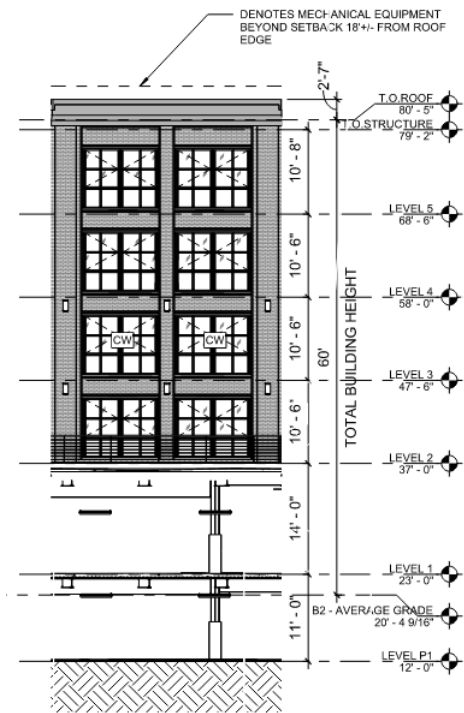 DENOTES MECHANICAL EQUIPMENT
BEYOND SETBACK 18'+/- FROM ROOF
EDGE
2'-7"
T.O.ROOF
80' - 5"
T.O.STRUCTURE
79' - 2"
10' - 8"
LEVEL 5
68' - 6"
10' - 6"
LEVEL 4
58' - 0"
CW
CW
10' - 6"
60'
TOTAL BUILDING HEIGHT
LEVEL 3
47' - 6"
10' - 6"
LEVEL 2
37' - 0"
14' - 0"
LEVEL 1
23' - 0"
11' - 0"
B2 - AVERAGE GRADE
20' - 4 9/16"
LEVEL P1
12' - 0"